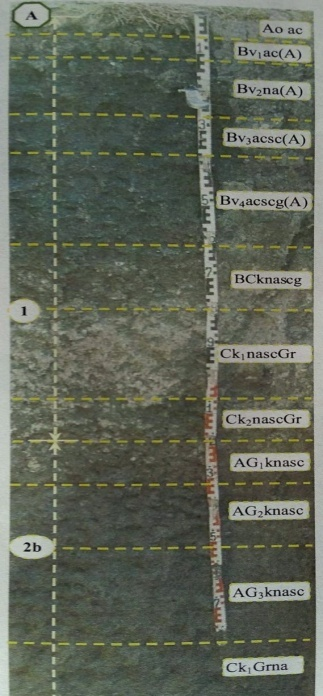 A
Ao ac
Bv₁ac(A)
Bv₂na(A)
Bv₃acsc(A)
Bv₄acscg(A)
BCknascg
1
Ck₁nascGr
Ck₂nascGr
AG₁knasc
AG₂knasc
2b
AG₃knasc
Ck₁Grna